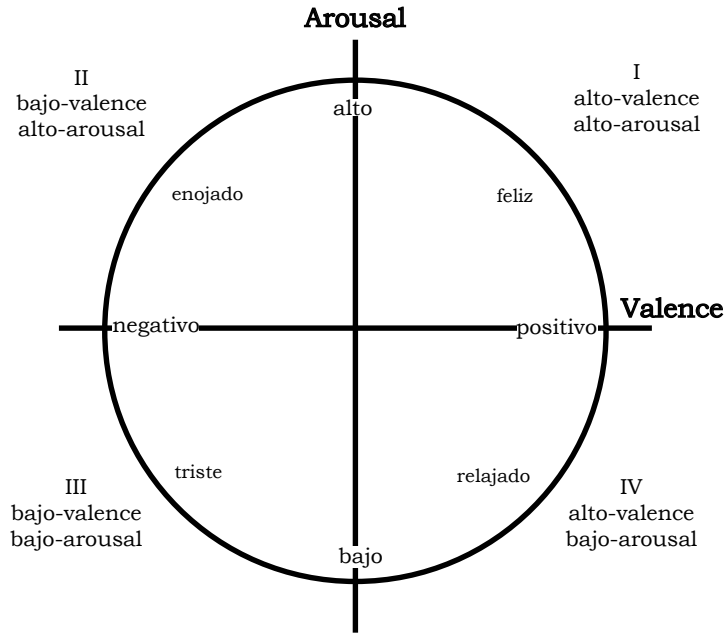 Arousal
II
bajo-valence
alto-arousal
I
alto-valence
alto-arousal
alto
enojado
feliz
Valence
negativo
positivo
triste
relajado
III
bajo-valence
bajo-arousal
IV
alto-valence
bajo-arousal
bajo